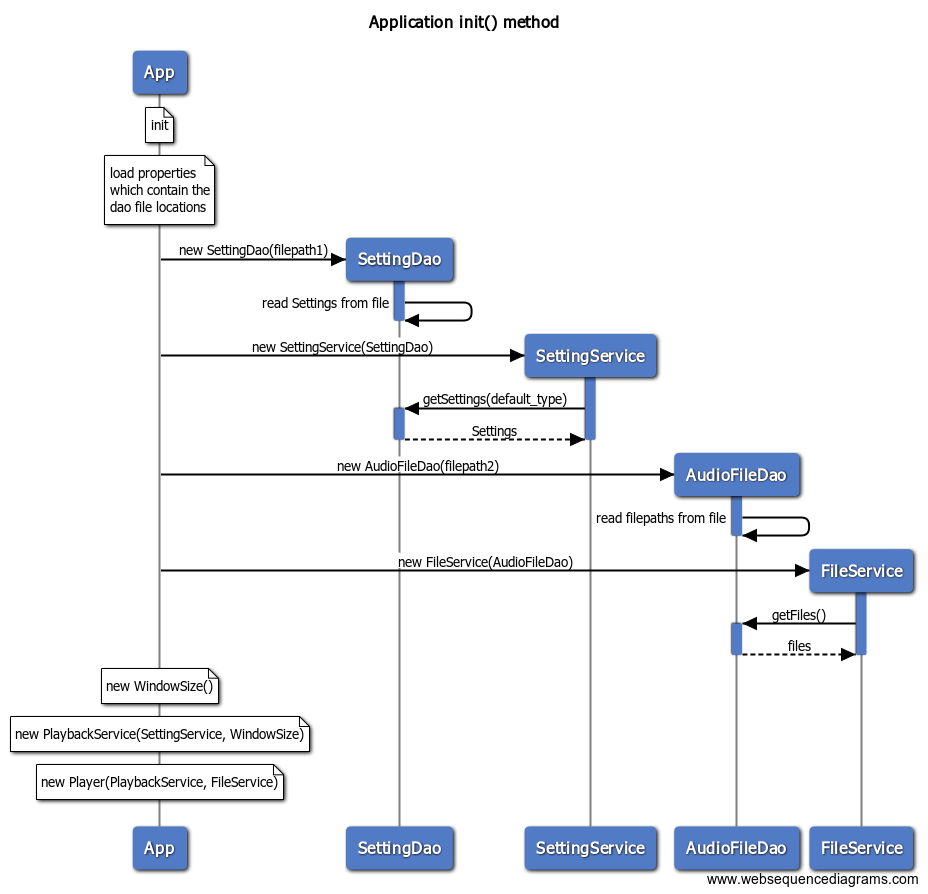 Application init() method
App
init
load properties
which contain the
dao file locations
new SettingDao(filepath1)
SettingDao
read Settings from file
new SettingService(SettingDao)
SettingService
getSettings(default_type)
Settings
new AudioFileDao(filepath2)
AudioFileDao
read filepaths from file
new FileService(AudioFileDao)
FileService
getFiles()
files
new WindowSize()
new PlaybackService(SettingService, WindowSize)
new Player(PlaybackService, FileService)
App
SettingDao
SettingService
AudioFileDao
FileService
www.websequencediagrams.com